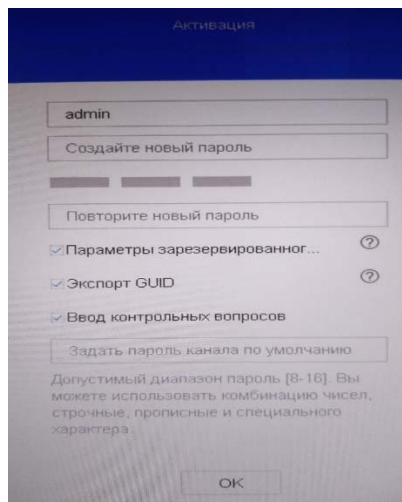 Активация
admin
Создайте новый пароль
Повторите новый пароль
Параметры зарезервированног...
Экспорт GUID
Ввод контрольных вопросов
Задать пароль канала по умолчанию
Допустимый диапазон пароль [8-16]. Вы
можете использовать комбинацию чисел,
строчные, прописные и специального
характера.
OK